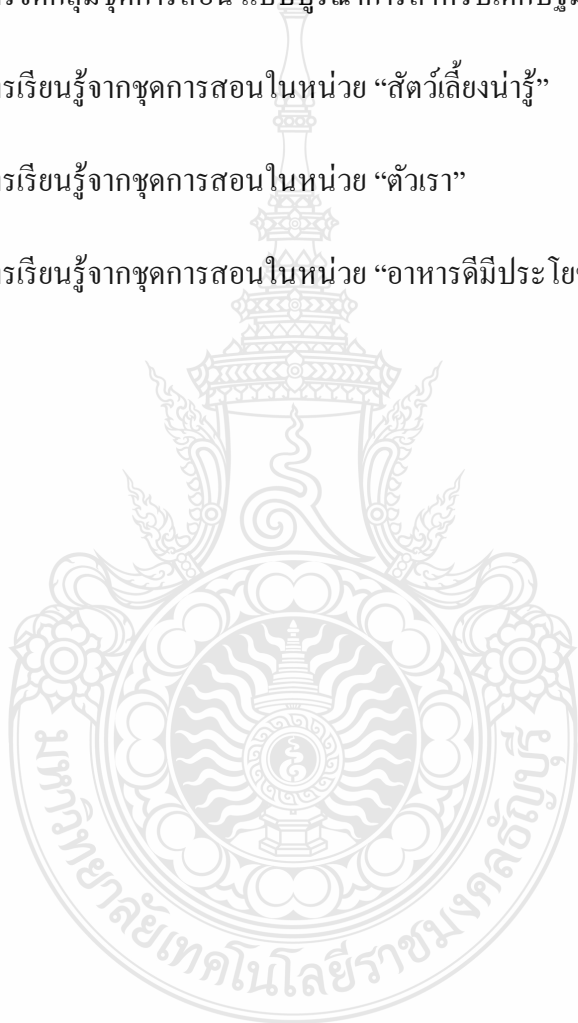 รเรียนรู้จากชุดการสอนในหน่วย “สัตว์เลี้ยงน่ารู้”
รเรียนรู้จากชุดการสอนในหน่วย “ตัวเรา”
รเรียนรู้จากชุดการสอนในหน่วย “อาหารดีมีประโย
มหาวิทยาลัยเทคโนโลยีราชมงคลธัญบุรี